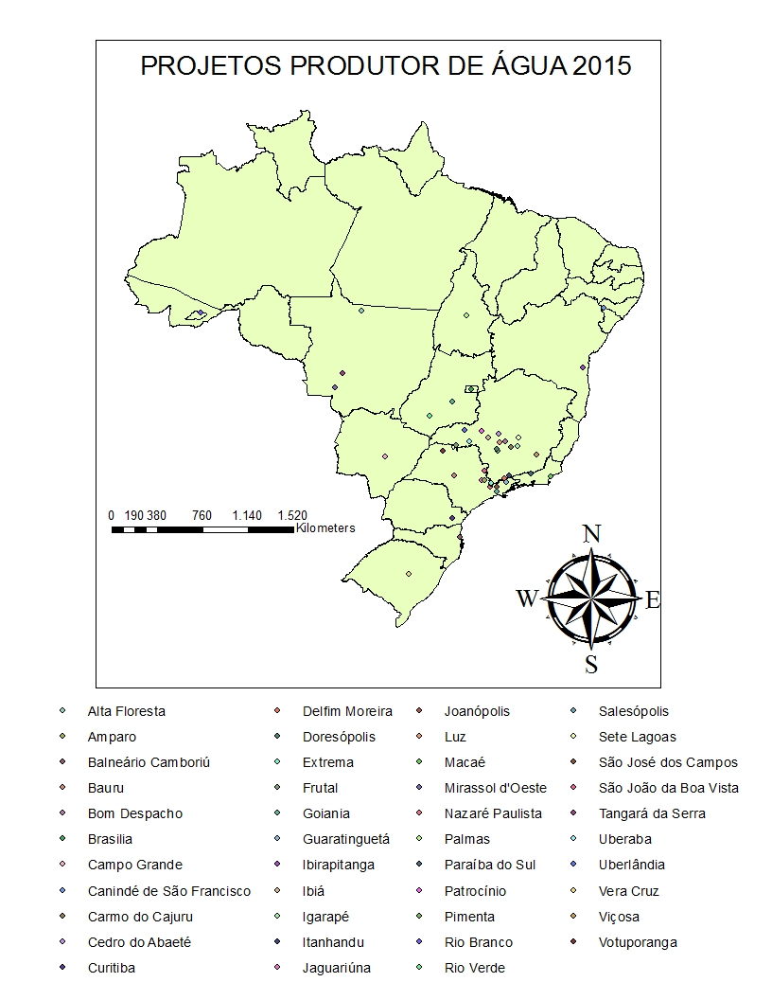 PROJETOS PRODUTOR DE ÁGUA 2015
0 190 380 760 1.140 1.520
Kilometers
N
W E
S
Alta Floresta
Amparo
Balneário Camboriú
Bauru
Bom Despacho
Brasilia
Campo Grande
Canindé de São Francisco
Carmo do Cajuru
Cedro do Abaeté
Curitiba
Delfim Moreira
Doresópolis
Extrema
Frutal
Goiania
Guaratinguetá
Ibirapitanga
Ibiá
Igarapé
Itanhandu
Jaguariúna
Joanópolis
Luz
Macaé
Mirassol d'Oeste
Nazaré Paulista
Palmas
Paraíba do Sul
Patrocínio
Pimenta
Rio Branco
Rio Verde
Salesópolis
Sete Lagoas
São José dos Campos
São João da Boa Vista
Tangará da Serra
Uberaba
Uberlândia
Vera Cruz
Viçosa
Votuporanga